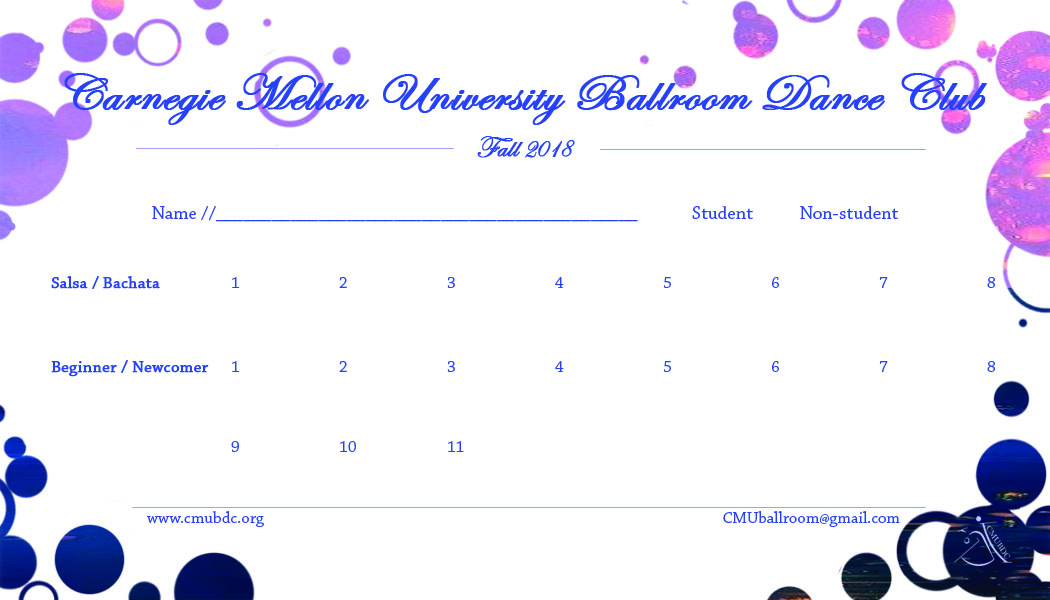 Carnegie Mellon University Ballroom Dance Club
Fall 2018
Name //______________________________________________ Student Non-student
Salsa / Bachata 1 2 3 4 5 6 7 8
Beginner / Newcomer 1 2 3 4 5 6 7 8
9 10 11
www.cmubdc.org CMUballroom@gmail.com
CMUBDC